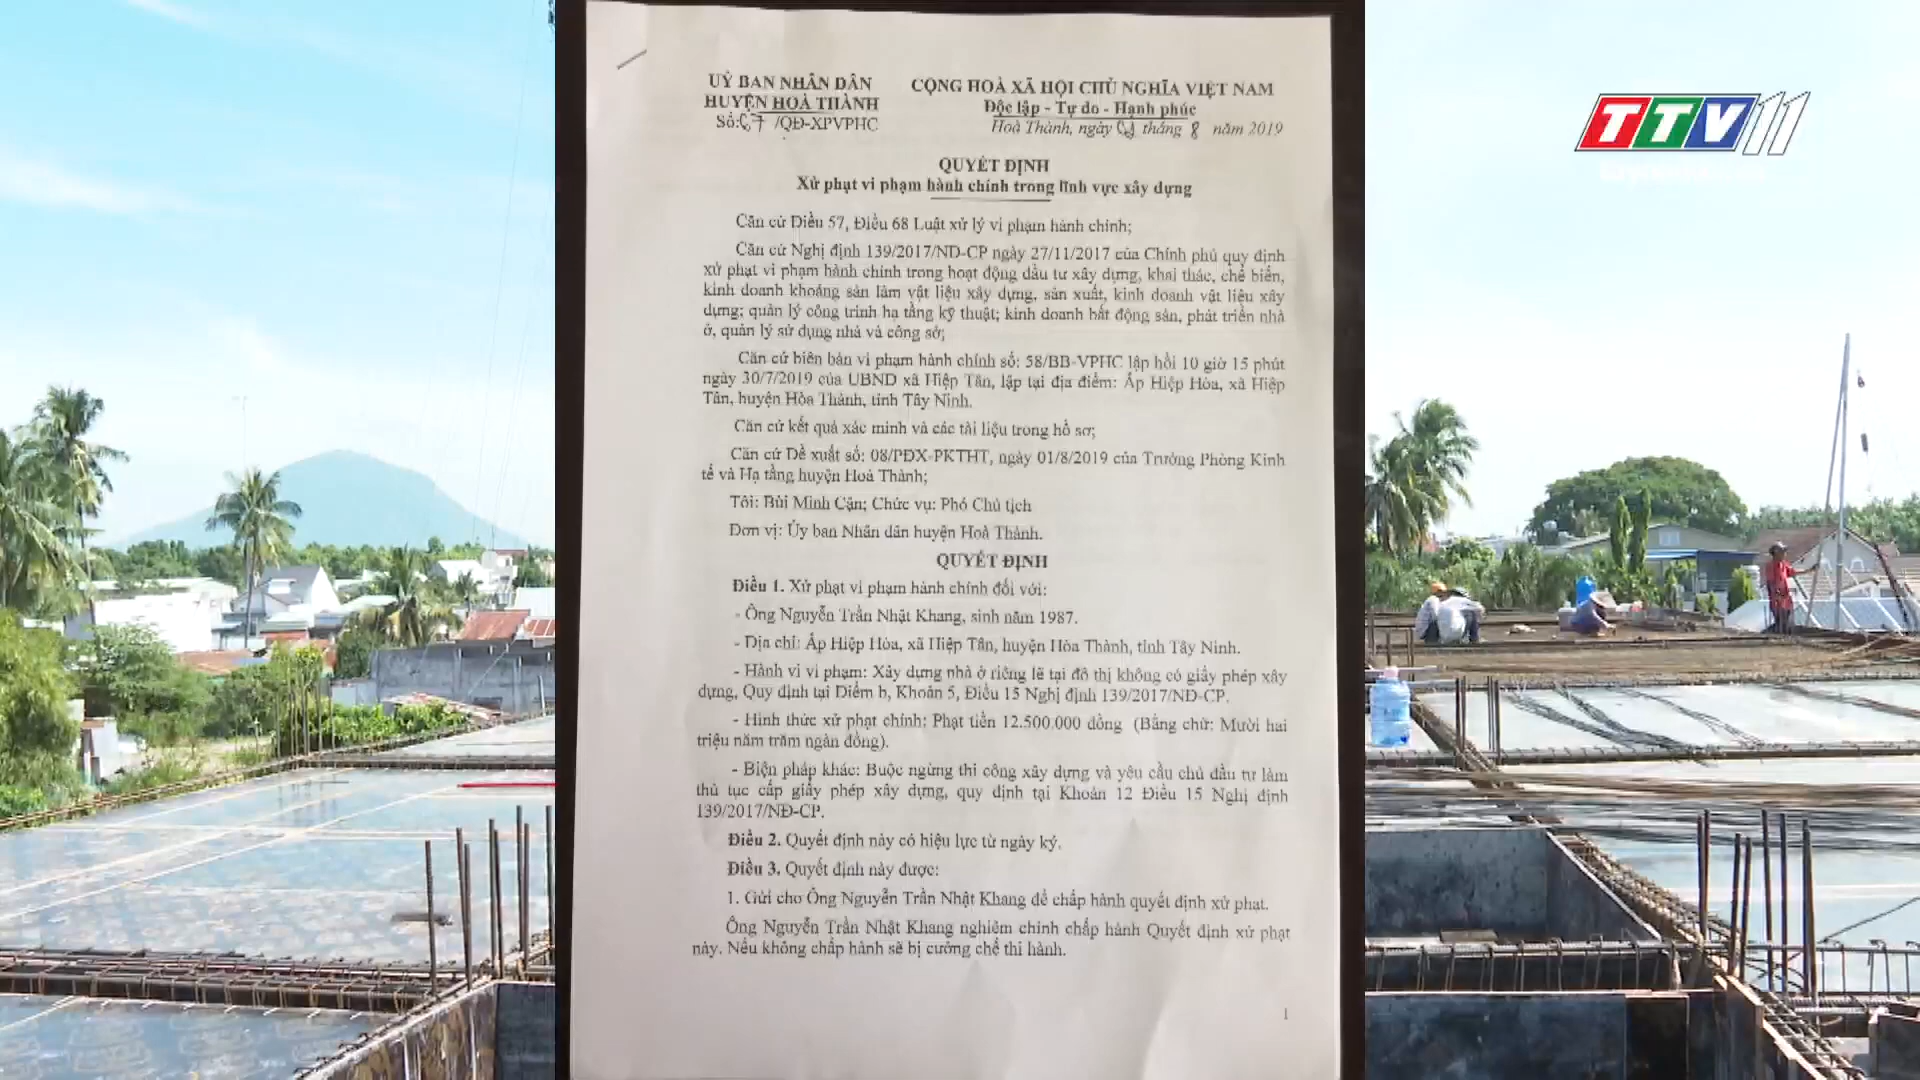 TTV11
UỶ BAN NHÂN DÂN
HUYỆN HOÀ THÀNH
Số:67 /QĐ-XPVPHC
CỘNG HOÀ XÃ HỘI CHỦ NGHĨA VIỆT NAM
Độc lập - Tự do - Hạnh phúc
Hoà Thành, ngày tháng 8 năm 2019
QUYẾT ĐỊNH
Xử phạt vi phạm hành chính trong lĩnh vực xây dựng
Căn cứ Điều 57, Điều 68 Luật xử lý vi phạm hành chính;
Căn cứ Nghị định 139/2017/NĐ-CP ngày 27/11/2017 của Chính phủ quy định
xử phạt vi phạm hành chính trong hoạt động đầu tư xây dựng, khai thác, chế biến,
kinh doanh khoáng sản làm vật liệu xây dựng, sản xuất, kinh doanh vật liệu xây
dựng; quản lý công trình hạ tầng kỹ thuật; kinh doanh bất động sản, phát triển nhà
ở, quản lý sử dụng nhà và công sở;
Căn cứ biên bản vi phạm hành chính số: 58/BB-VPHC lập hồi 10 giờ 15 phút
ngày 30/7/2019 của UBND xã Hiệp Tân, lập tại địa điểm: Ấp Hiệp Hòa, xã Hiệp
Tân, huyện Hòa Thành, tỉnh Tây Ninh.
Căn cứ kết quả xác minh và các tài liệu trong hồ sơ;
Căn cứ Đề xuất số: 08/PĐX-PKTHT, ngày 01/8/2019 của Trưởng Phòng Kinh
tế và Hạ tầng huyện Hoà Thành;
Tôi: Bùi Minh Cận; Chức vụ: Phó Chủ tịch
Đơn vị: Ủy ban Nhân dân huyện Hoà Thành.
QUYẾT ĐỊNH
Điều 1. Xử phạt vi phạm hành chính đối với:
- Ông Nguyễn Trần Nhật Khang, sinh năm 1987.
- Địa chỉ: Ấp Hiệp Hòa, xã Hiệp Tân, huyện Hòa Thành, tỉnh Tây Ninh.
- Hành vi vi phạm: Xây dựng nhà ở riêng lẽ tại đô thị không có giấy phép xây
dựng, Quy định tại Điểm b, Khoản 5, Điều 15 Nghị định 139/2017/NĐ-CP.
- Hình thức xử phạt chính: Phạt tiền 12.500.000 đồng (Bằng chữ: Mười hai
triệu năm trăm ngàn đồng).
- Biện pháp khác: Buộc ngừng thi công xây dựng và yêu cầu chủ đầu tư làm
thủ tục cấp giấy phép xây dựng, quy định tại Khoản 12 Điều 15 Nghị định
139/2017/NĐ-CP.
Điều 2. Quyết định này có hiệu lực từ ngày ký.
Điều 3. Quyết định này được:
1. Gửi cho Ông Nguyễn Trần Nhật Khang để chấp hành quyết định xử phạt.
Ông Nguyễn Trần Nhật Khang nghiêm chỉnh chấp hành Quyết định xử phạt
này. Nếu không chấp hành sẽ bị cưỡng chế thi hành.
1